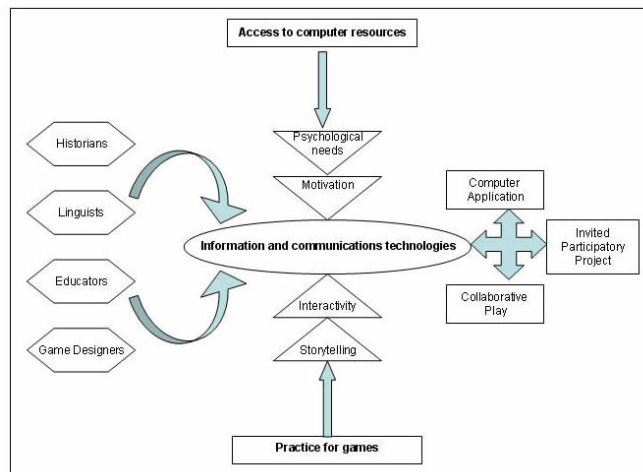 Access to computer resources
Historians
Linguists
Educators
Game Designers
Psychological
needs
Motivation
Information and communications technologies
Interactivity
Storytelling
Computer
Application
Invited
Participatory
Project
Collaborative
Play
Practice for games